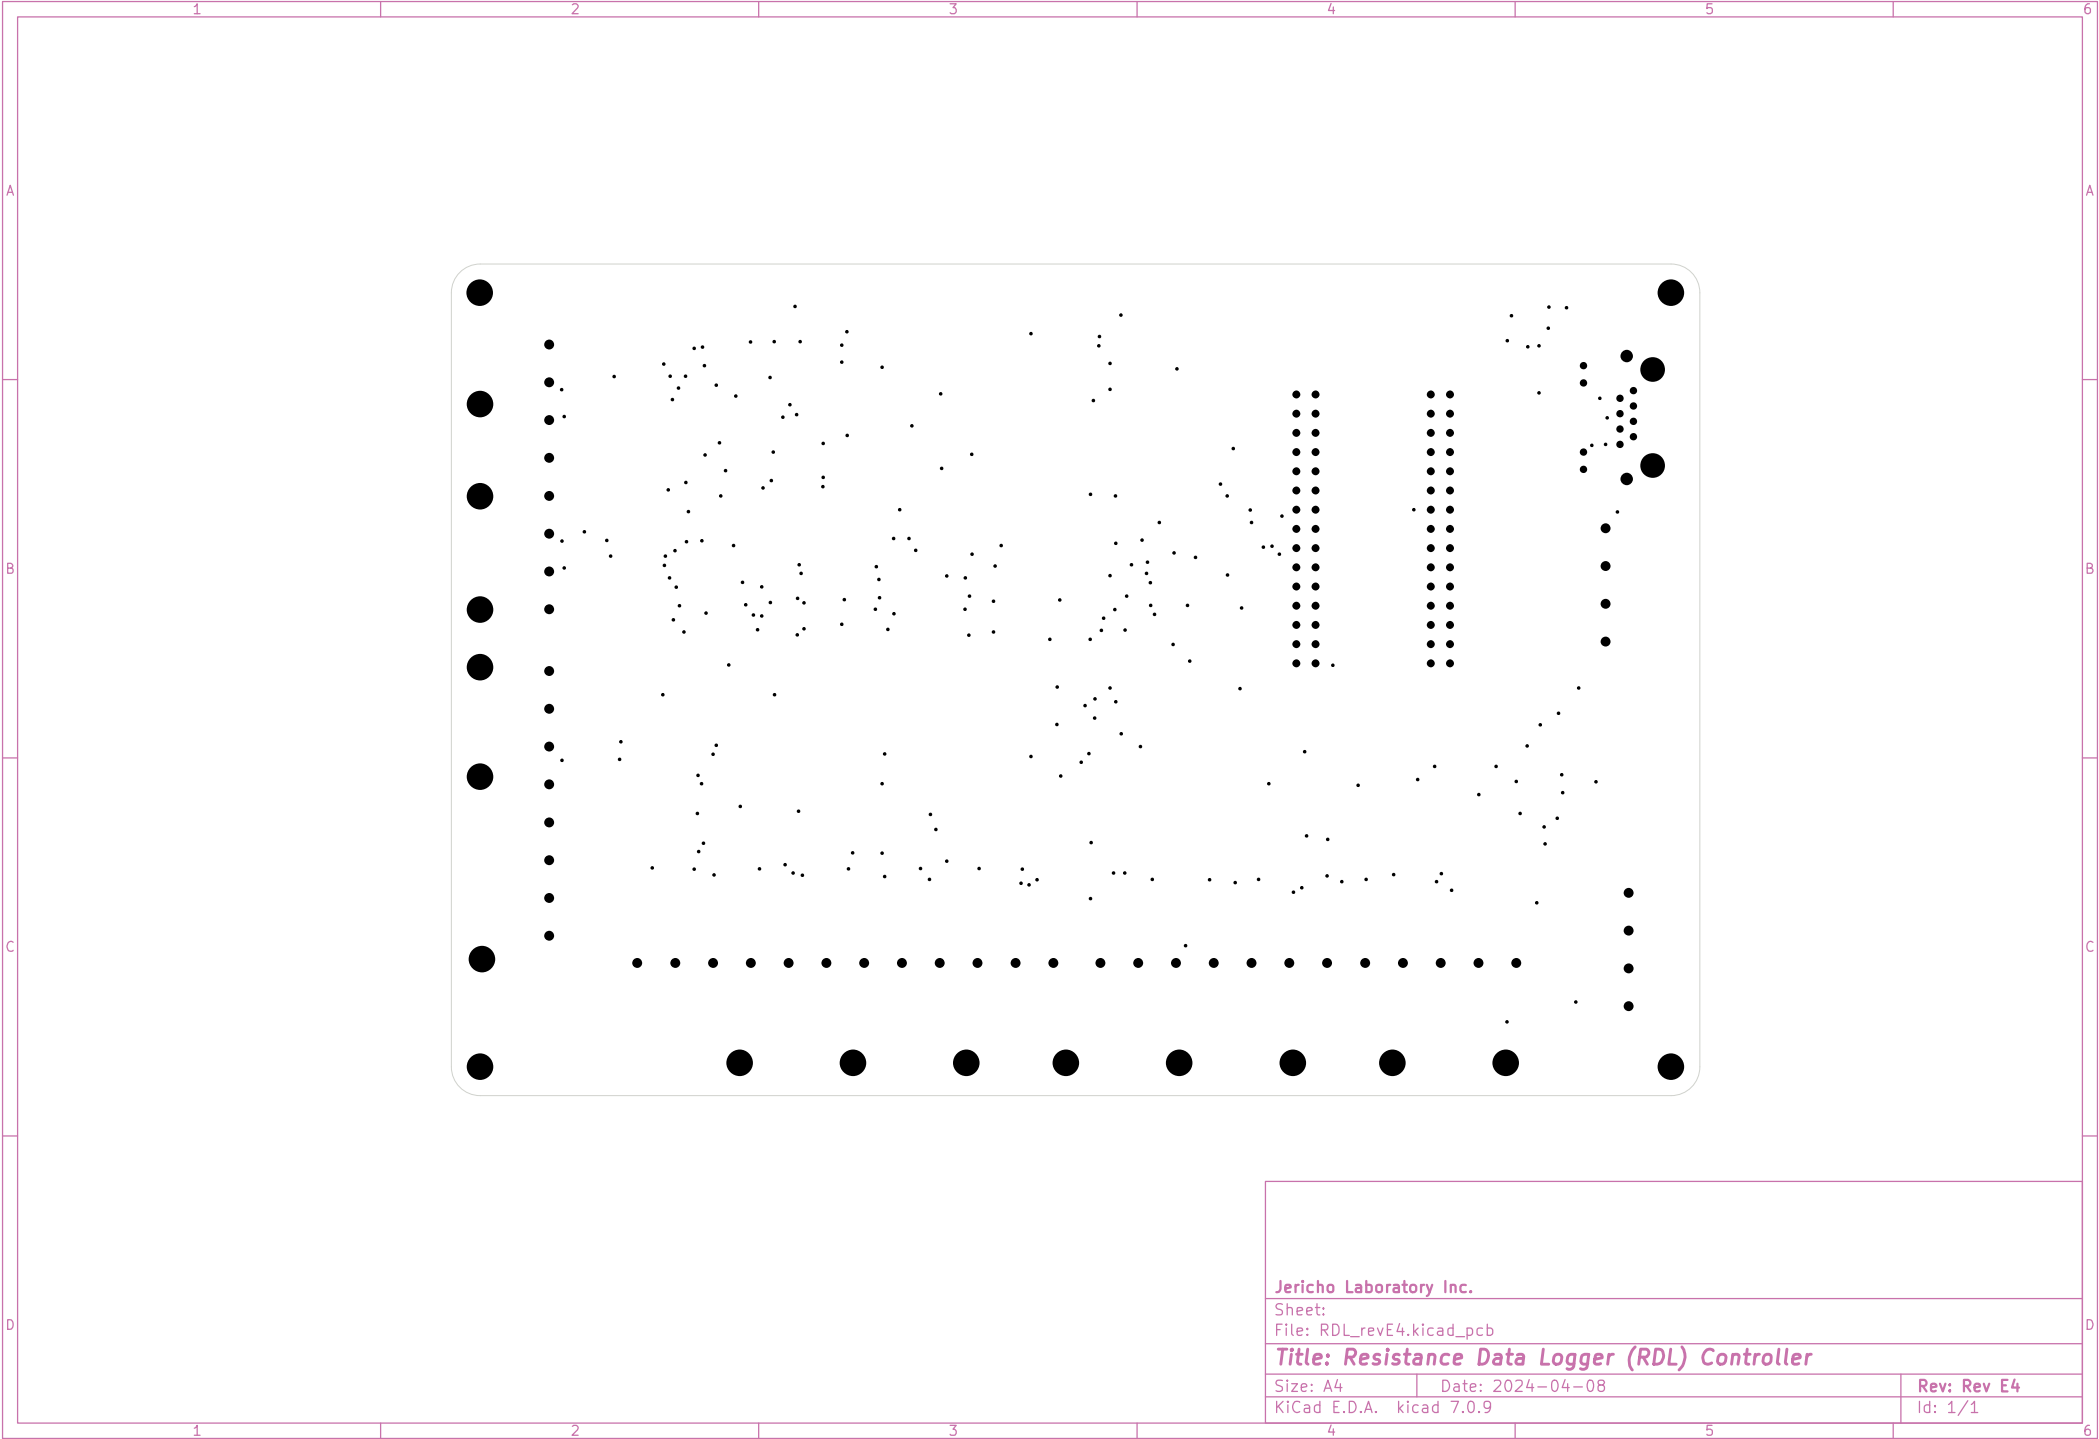 1 2 3 4 5 6
A A
B B
C C
Jericho Laboratory Inc.
Sheet:
D D
File: RDL_revE4.kicad_pcb
Title: Resistance Data Logger (RDL) Controller
Size: A4 Date: 2024-04-08 Rev: Rev E4
KiCad E.D.A. kicad 7.0.9 Id: 1/1
1 2 3 4 5 6